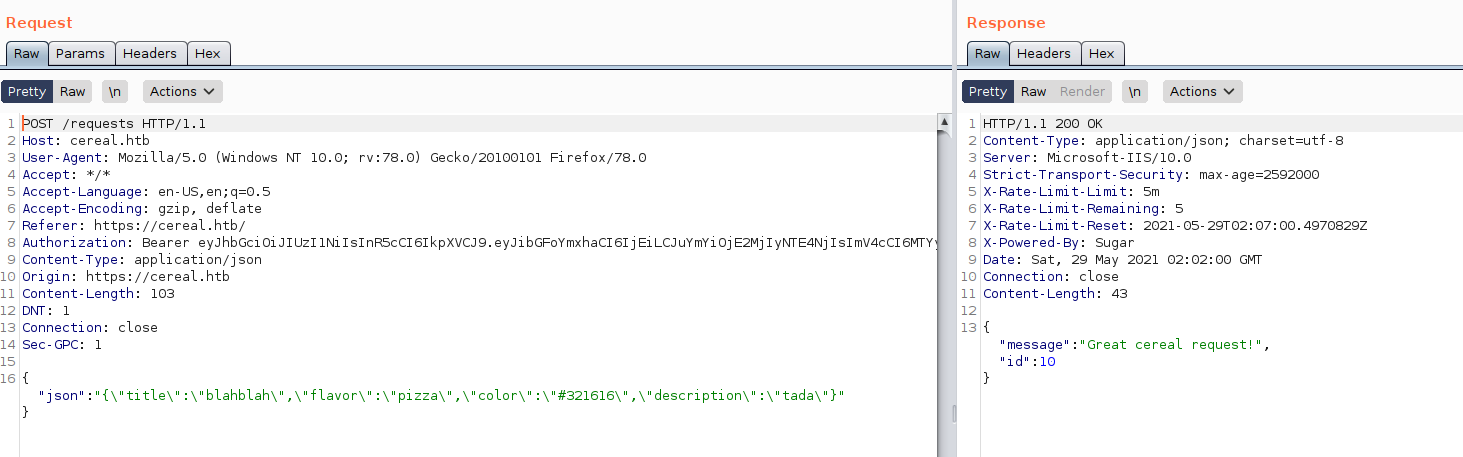 Request
Raw Params Headers Hex
Pretty Raw \n Actions
1 POST /requests HTTP/1.1
2 Host: cereal.htb
3 User-Agent: Mozilla/5.0 (Windows NT 10.0; rv:78.0) Gecko/20100101 Firefox/78.0
4 Accept: */*
5 Accept-Language: en-US,en;q=0.5
6 Accept-Encoding: gzip, deflate
7 Referer: https://cereal.htb/
8 Authorization: Bearer eyJhbGciOiJIUzI1NiIsInR5cCI6IkpXVCJ9.eyJibGFoYmxhaCI6IjEiLCJuYmYiOjE2MjIyNTE4NjIsImV4cCI6MTYy
9 Content-Type: application/json
10 Origin: https://cereal.htb
11 Content-Length: 103
12 DNT: 1
13 Connection: close
14 Sec-GPC: 1
15
16 {
"json":"{\"title\":\"blahblah\",\"flavor\":\"pizza\",\"color\":\"#321616\",\"description\":\"tada\"}"
}
Response
Raw Headers Hex
Pretty Raw Render \n Actions
1 HTTP/1.1 200 OK
2 Content-Type: application/json; charset=utf-8
3 Server: Microsoft-IIS/10.0
4 Strict-Transport-Security: max-age=2592000
5 X-Rate-Limit-Limit: 5m
6 X-Rate-Limit-Remaining: 5
7 X-Rate-Limit-Reset: 2021-05-29T02:07:00.4970829Z
8 X-Powered-By: Sugar
9 Date: Sat, 29 May 2021 02:02:00 GMT
10 Connection: close
11 Content-Length: 43
12
13 {
"message":"Great cereal request!",
"id":10
}